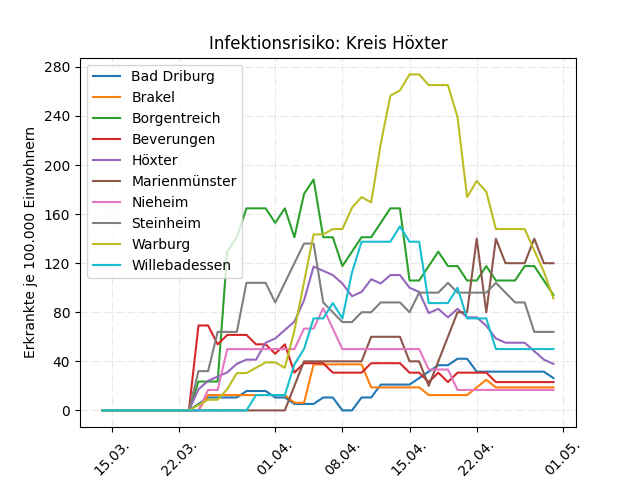 Infektionsrisiko: Kreis Höxter
Erkrankte je 100.000 Einwohnern
280
240
200
160
120
80
40
0
Bad Driburg
Brakel
Borgentreich
Beverungen
Höxter
Marienmünster
Nieheim
Steinheim
Warburg
Willebadessen
15.03.
22.03.
01.04.
08.04.
15.04.
22.04.
01.05.